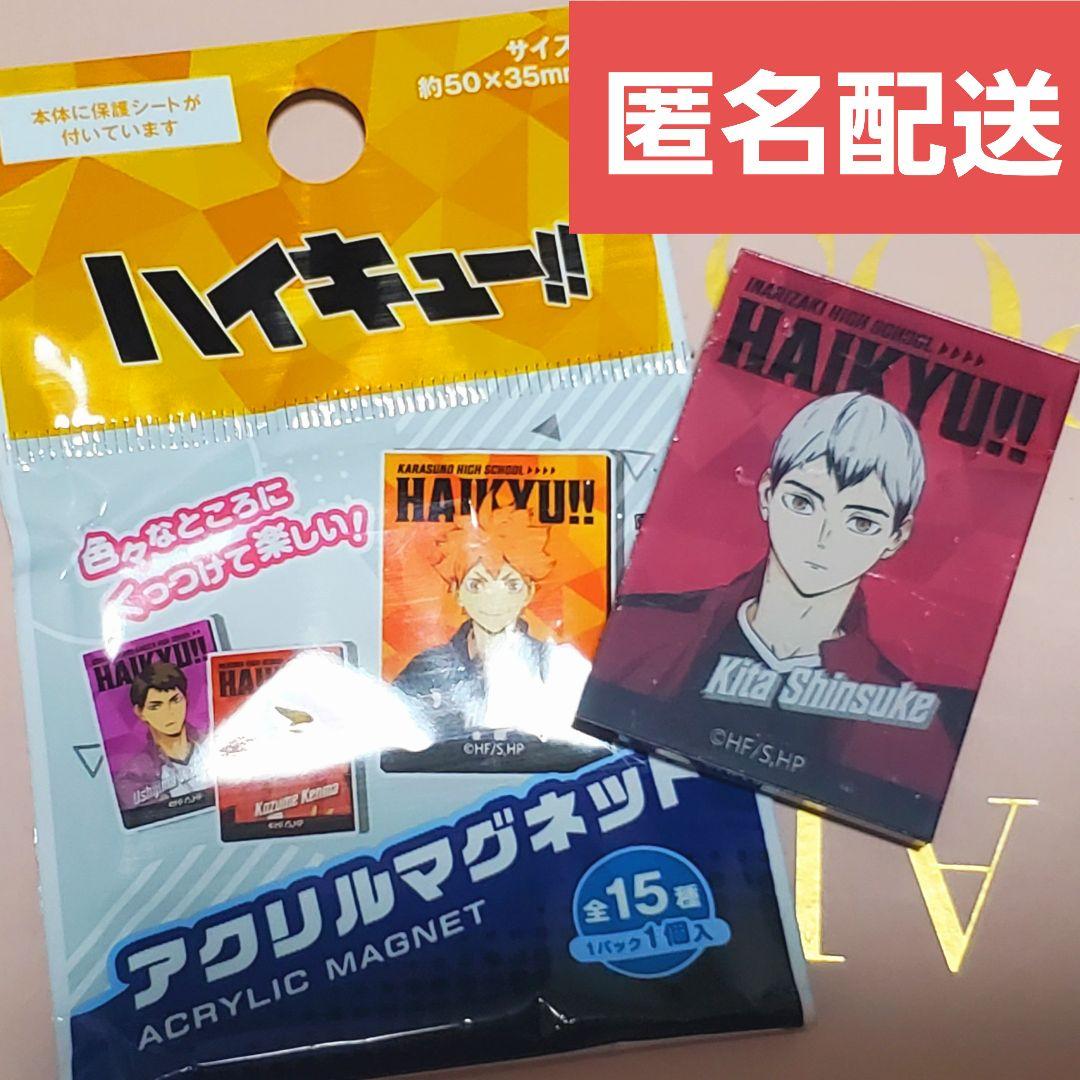 匿名配送
サイズ
約50×35mm
本体に保護シートが
付いています
ハイキュー!!
色々なところに
くっつけて楽しい!
KARASUNO HIGH SCHOOL
HAIKYU!!
©HF/S,HP
HAIKYU!!
Kozume Kenma
アクリルマグネット
ACRYLIC MAGNET
全15種
1パック1個入
INARIZAKI HIGH SCHOOL
HAIKYU!!
Kita Shinsuke
©HF/S,HP